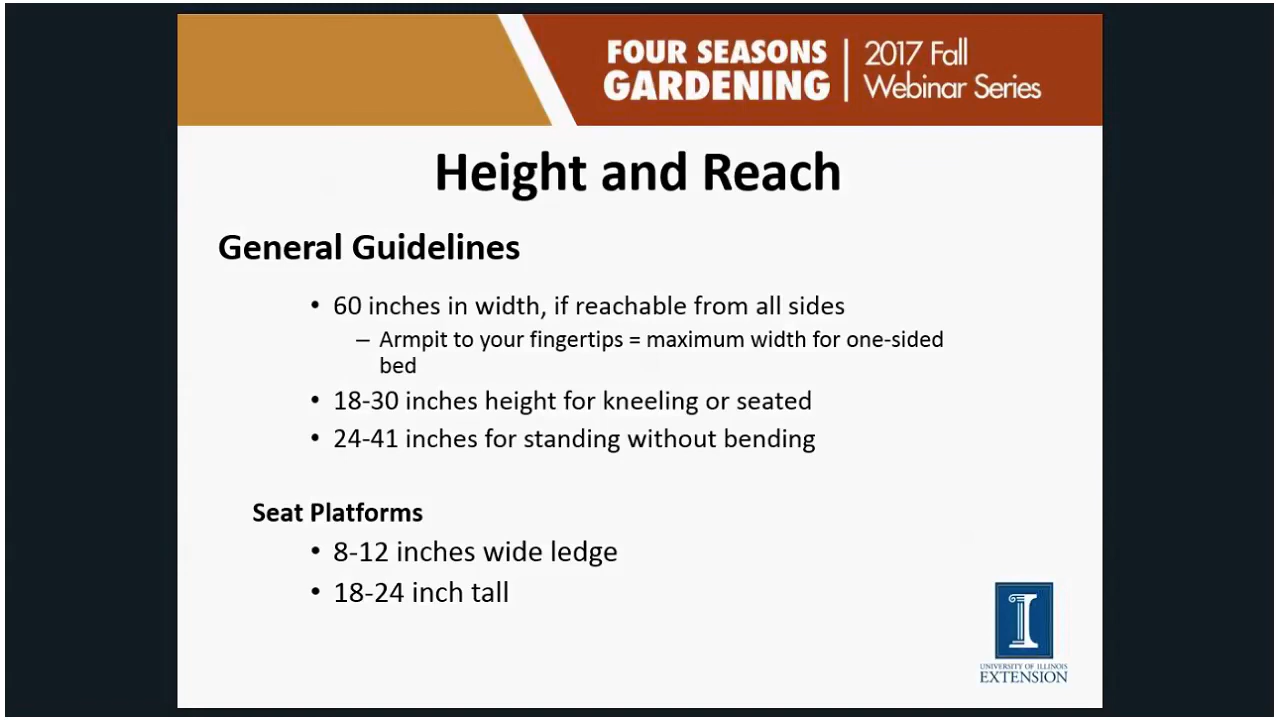 FOUR SEASONS
GARDENING
2017 Fall
Webinar Series
Height and Reach
General Guidelines
• 60 inches in width, if reachable from all sides
– Armpit to your fingertips = maximum width for one-sided
bed
• 18-30 inches height for kneeling or seated
• 24-41 inches for standing without bending
Seat Platforms
• 8-12 inches wide ledge
• 18-24 inch tall
I
UNIVERSITY OF ILLINOIS
EXTENSION